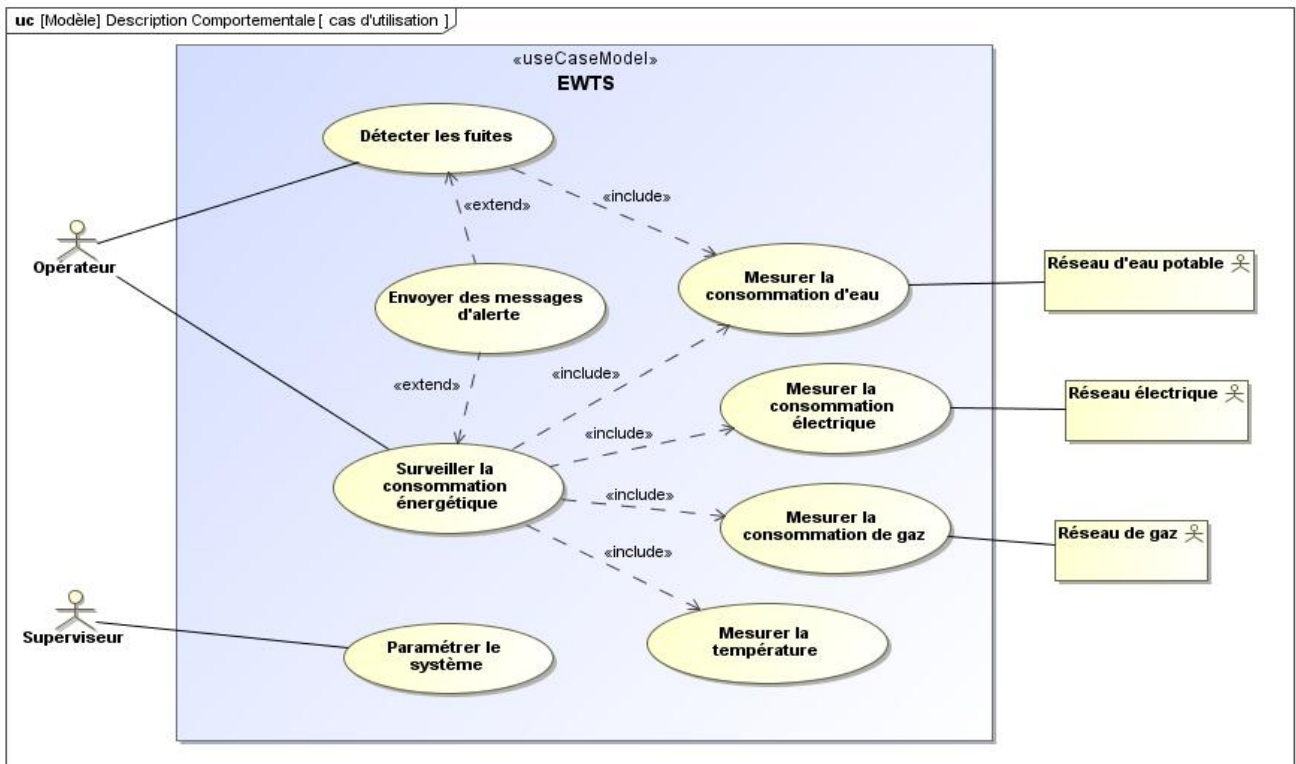 uc [Modèle] Description Comportementale [ cas d'utilisation ]
«useCaseModel»
EWTS
Détecter les fuites
«include»
«extend»
Opérateur
Mesurer la
consommation d'eau
Réseau d'eau potable
Envoyer des messages
d'alerte
«extend»
«include»
Mesurer la
consommation
électrique
Réseau électrique
«include»
Surveiller la
consommation
énergétique
«include»
Mesurer la
consommation de gaz
Réseau de gaz
«include»
Superviseur
Paramétrer le
système
Mesurer la
température